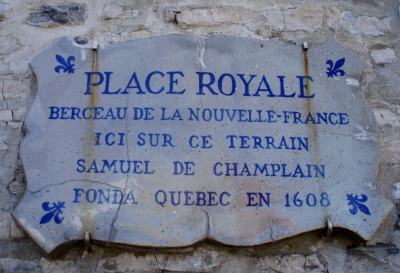 PLACE ROYALE
BERCEAU DE LA NOUVELLE-FRANCE
ICI SUR CE TERRAIN
SAMUEL DE CHAMPLAIN
FONDA QUEBEC EN 1608